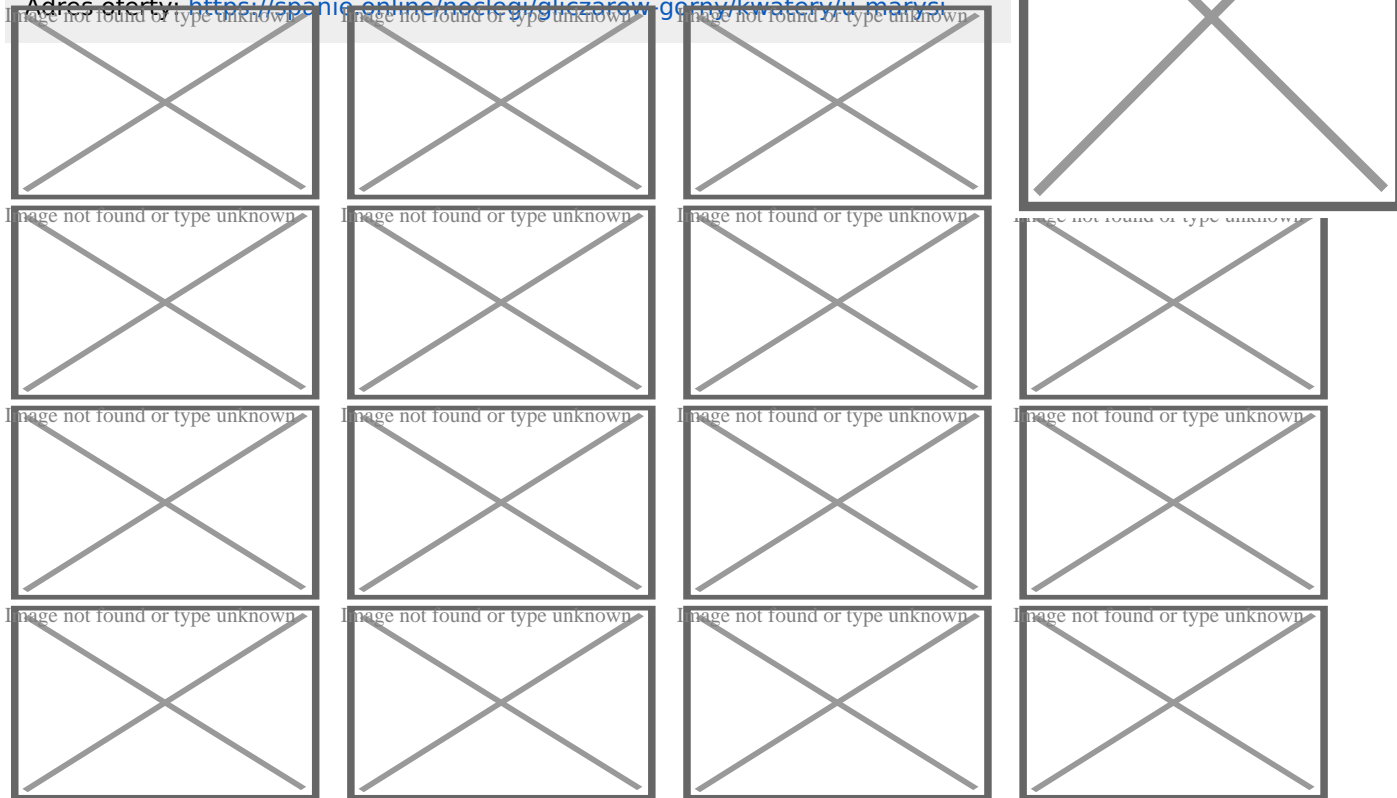 Adres oferty: https://spanie.online/noclegi/gliczarow-gorny/kwatery/u-marysi
Image not found or type unknown Image not found or type unknown Image not found or type unknown
Image not found or type unknown Image not found or type unknown Image not found or type unknown Image not found or type unknown
Image not found or type unknown Image not found or type unknown Image not found or type unknown Image not found or type unknown
Image not found or type unknown Image not found or type unknown Image not found or type unknown Image not found or type unknown